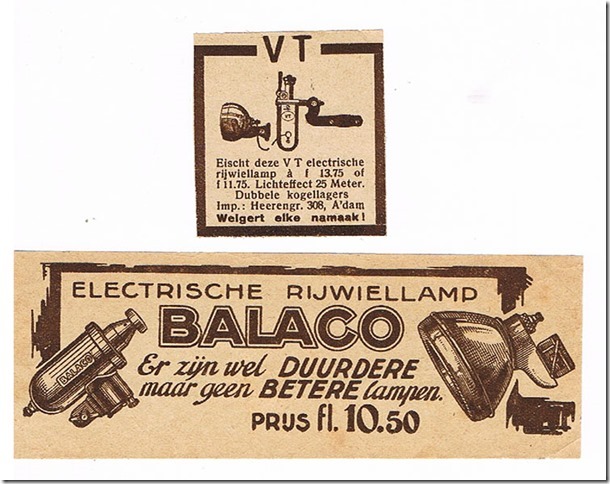 VT
Eischt deze V T electrische
rijwiellamp à f 13.75 of
f 11.75. Lichteffect 25 Meter.
Dubbele kogellagers
Imp.: Heerengr. 308, A'dam
Weigert elke namaak!
ELECTRISCHE RIJWIELLAMP
BALACO
BALACO
Er zijn wel DUURDERE
maar geen BETERE lampen.
PRIJS fl. 10.50